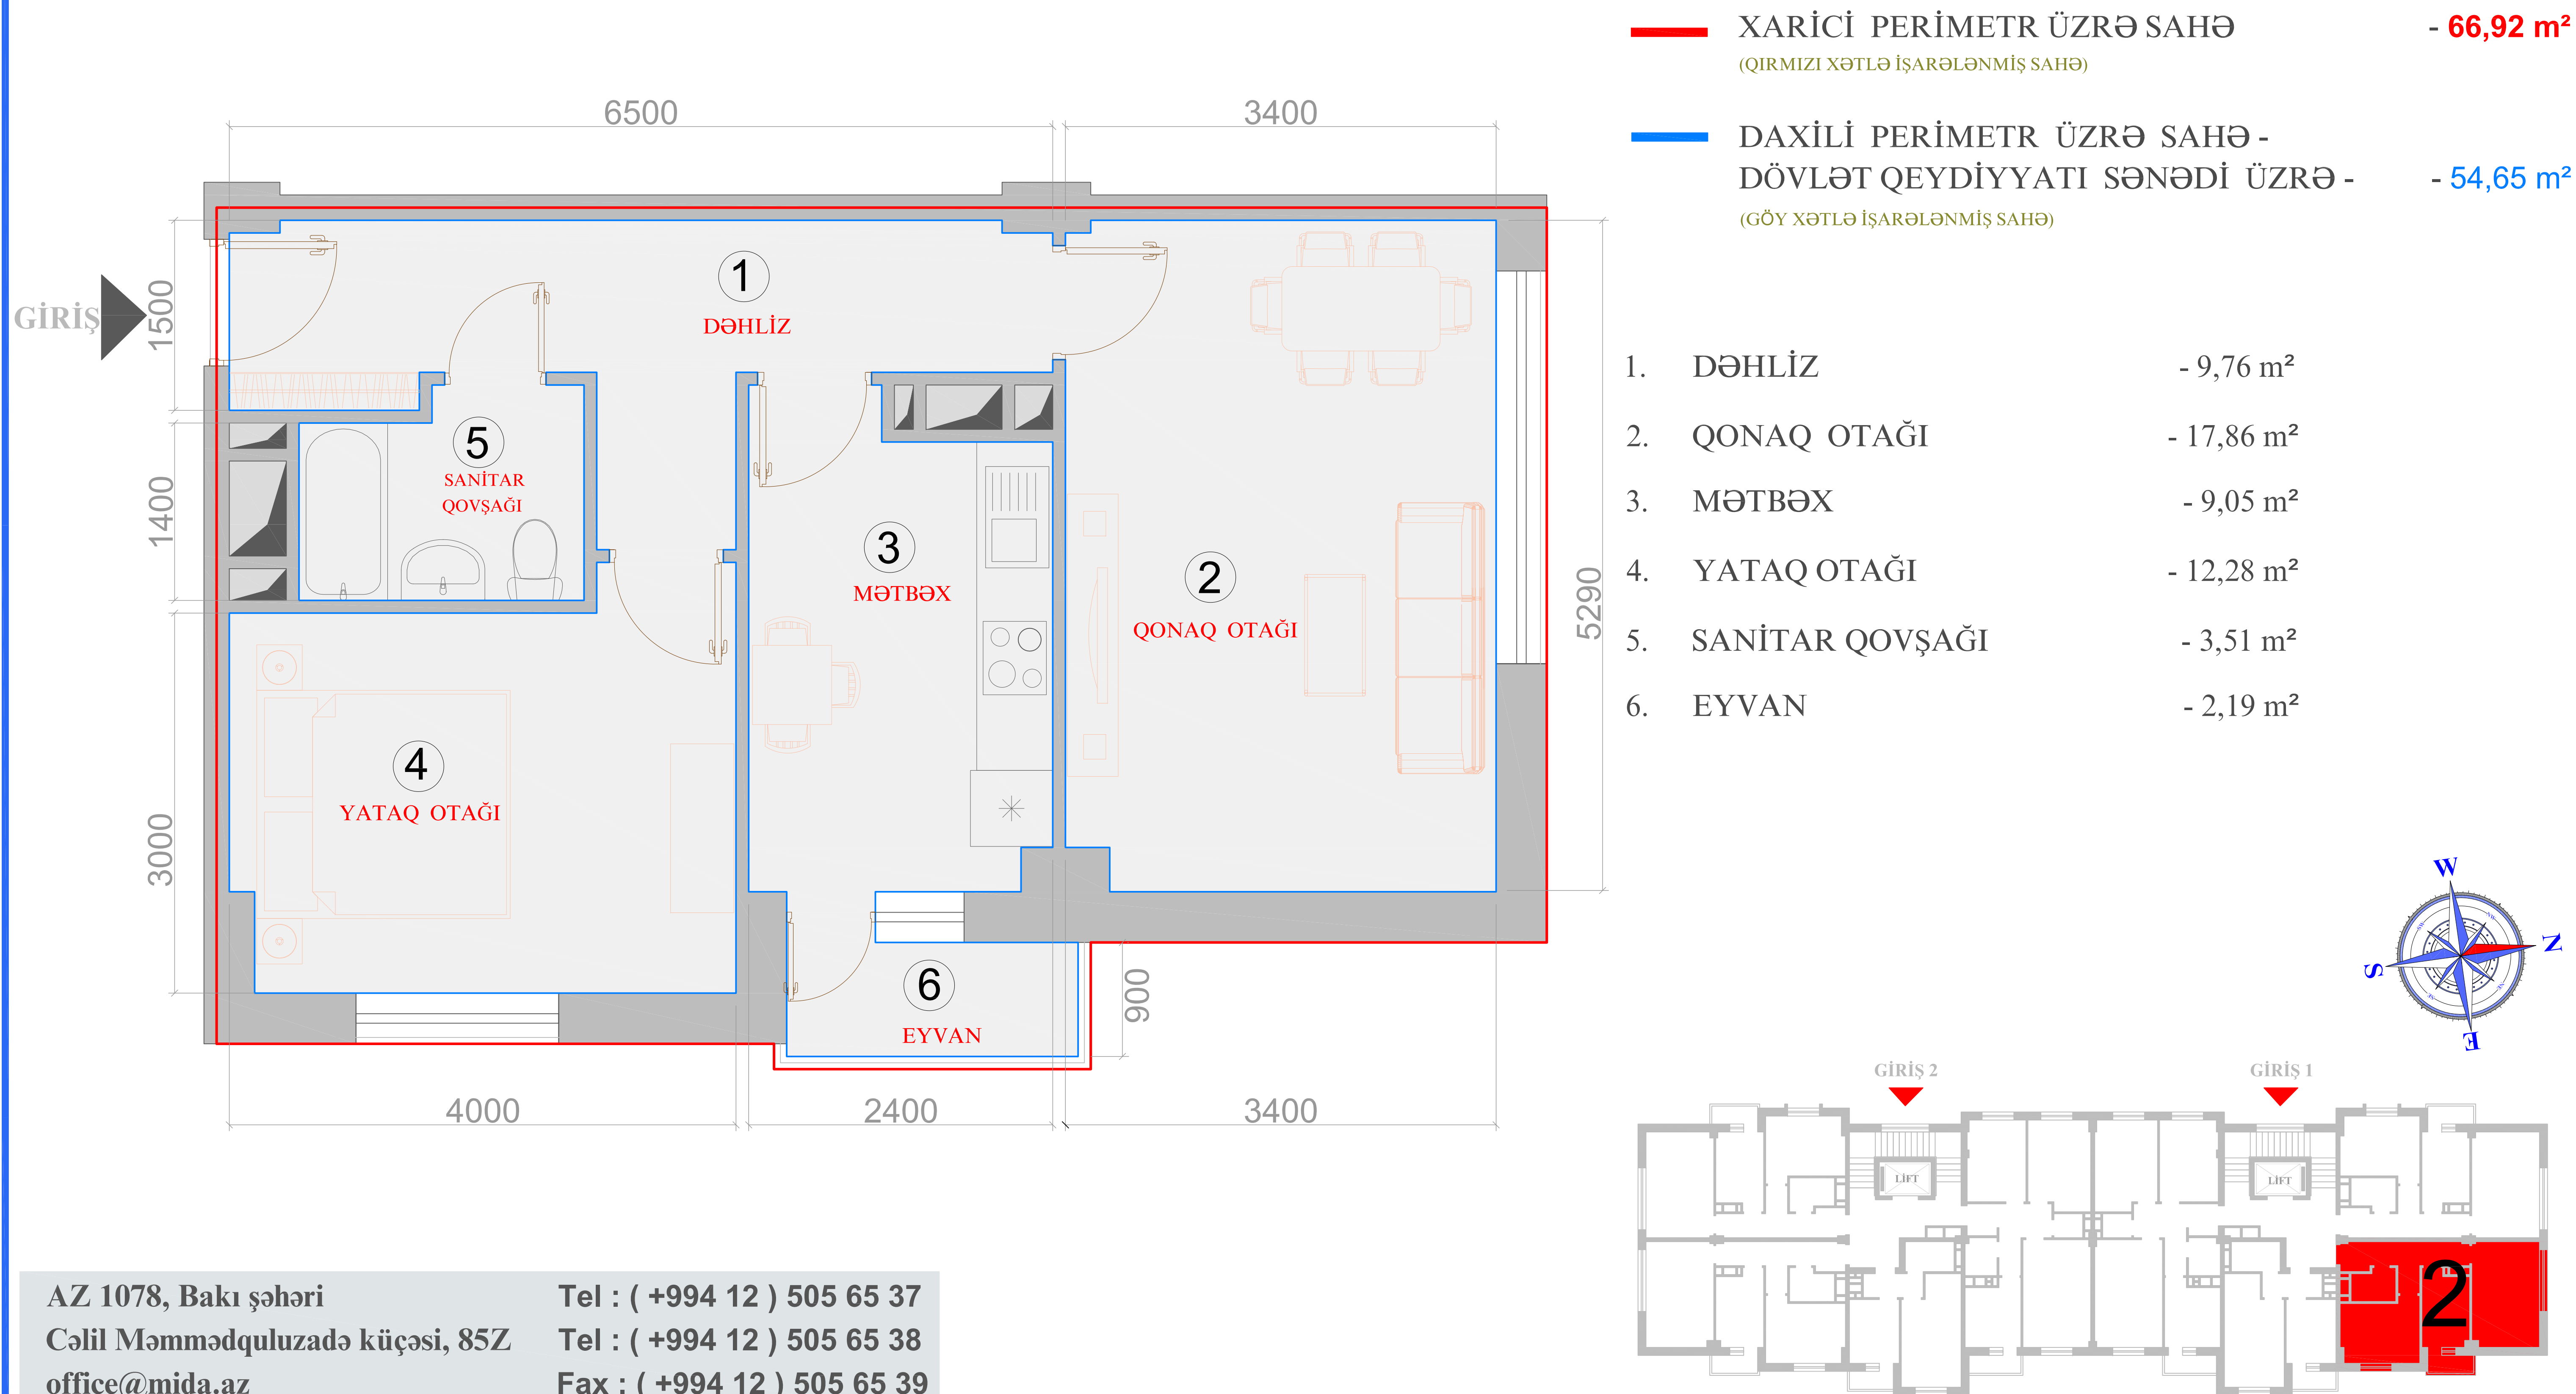 XARİCİ PERİMETR ÜZRƏ SAHƏ - 66,92 m²
(QIRMIZI XƏTLƏ İŞARƏLƏNMİŞ SAHƏ)
DAXİLİ PERİMETR ÜZRƏ SAHƏ -
DÖVLƏT QEYDİYYATI SƏNƏDİ ÜZRƏ - - 54,65 m²
(GÖY XƏTLƏ İŞARƏLƏNMİŞ SAHƏ)
6500
3400
GİRİŞ
1500
1400
3000
5290
900
4000
2400
3400
1
DƏHLİZ
5
SANİTAR
QOVŞAĞI
3
MƏTBƏX
2
QONAQ OTAĞI
4
YATAQ OTAĞI
6
EYVAN
1. DƏHLİZ - 9,76 m²
2. QONAQ OTAĞI - 17,86 m²
3. MƏTBƏX - 9,05 m²
4. YATAQ OTAĞI - 12,28 m²
5. SANİTAR QOVŞAĞI - 3,51 m²
6. EYVAN - 2,19 m²
W
N
S
E
GİRİŞ 2
GİRİŞ 1
LİFT
LİFT
2
AZ 1078, Bakı şəhəri
Cəlil Məmmədquluzadə küçəsi, 85Z
office@mida.az
Tel : ( +994 12 ) 505 65 37
Tel : ( +994 12 ) 505 65 38
Fax : ( +994 12 ) 505 65 39